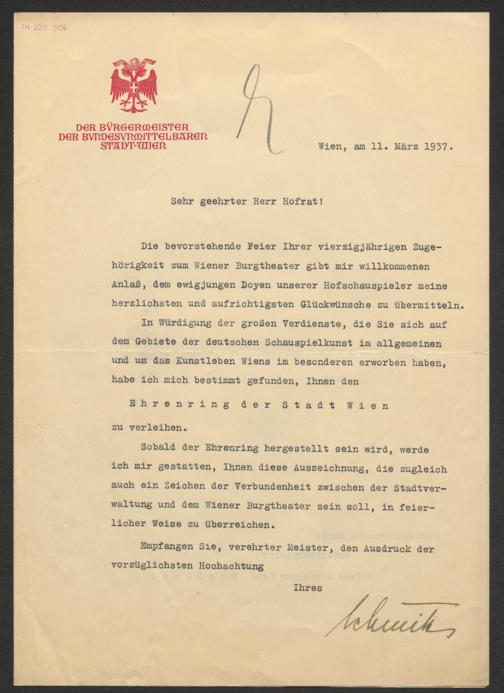 DER BÜRGERMEISTER
DER BUNDESUNMITTELBAREN
STADT WIEN
Wien, am 11. März 1937.
Sehr geehrter Herr Hofrat!
Die bevorstehende Feier Ihrer vierzigjährigen Zuge-
hörigkeit zum Wiener Burgtheater gibt mir willkommenen
Anlaß, dem ewigjungen Doyen unserer Hofschauspieler meine
herzlichsten und aufrichtigsten Glückwünsche zu übermitteln.
In Würdigung der großen Verdienste, die Sie sich auf
dem Gebiete der deutschen Schauspielkunst im allgemeinen
und um das Kunstleben Wiens im besonderen erworben haben,
habe ich mich bestimmt gefunden, Ihnen den
Ehrenring der Stadt Wien
zu verleihen.
Sobald der Ehrenring hergestellt sein wird, werde
ich mir gestatten, Ihnen diese Auszeichnung, die zugleich
auch ein Zeichen der Verbundenheit zwischen der Stadtver-
waltung und dem Wiener Burgtheater sein soll, in feier-
licher Weise zu überreichen.
Empfangen Sie, verehrter Meister, den Ausdruck der
vorzüglichsten Hochachtung
Ihres
Schmitz